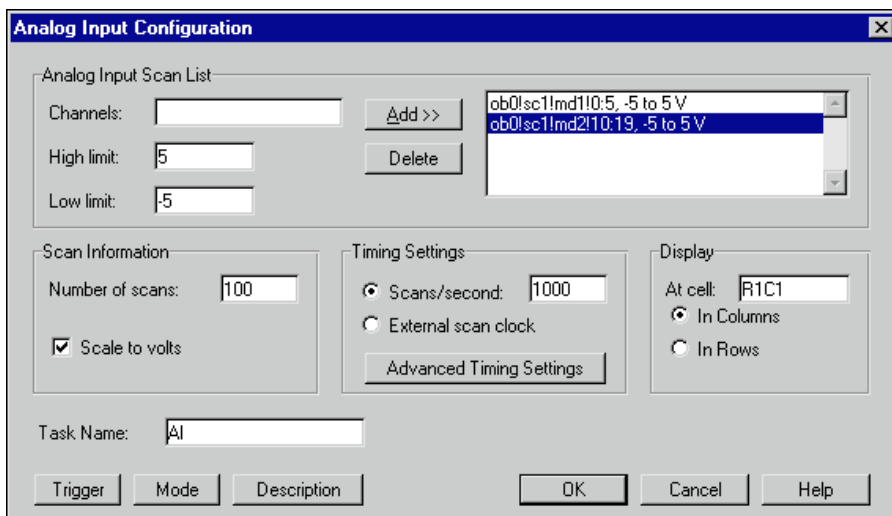 Analog Input Configuration
Analog Input Scan List
Channels:
Add >>
ob0!sc1!md1!0:5, -5 to 5 V
ob0!sc1!md2!10:19, -5 to 5 V
High limit: 5
Delete
Low limit: -5
Scan Information
Number of scans: 100
Scale to volts
Timing Settings
Scans/second: 1000
External scan clock
Advanced Timing Settings
Display
At cell: R1C1
In Columns
In Rows
Task Name: AI
Trigger
Mode
Description
OK
Cancel
Help